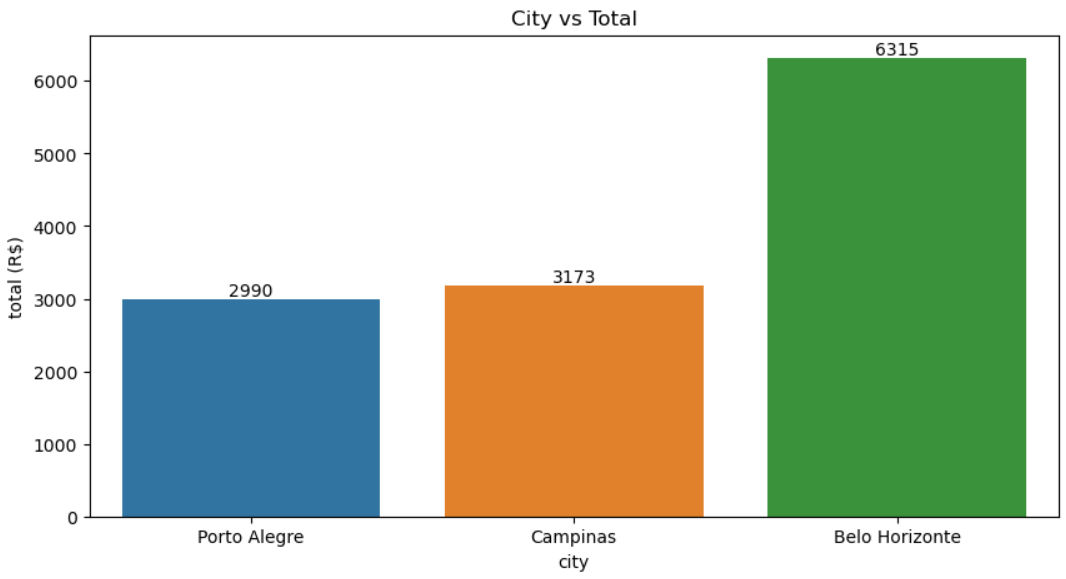 City vs Total
6315
6000
5000
4000
3173
2990
3000
2000
1000
0
total (R$)
Porto Alegre
Campinas
Belo Horizonte
city